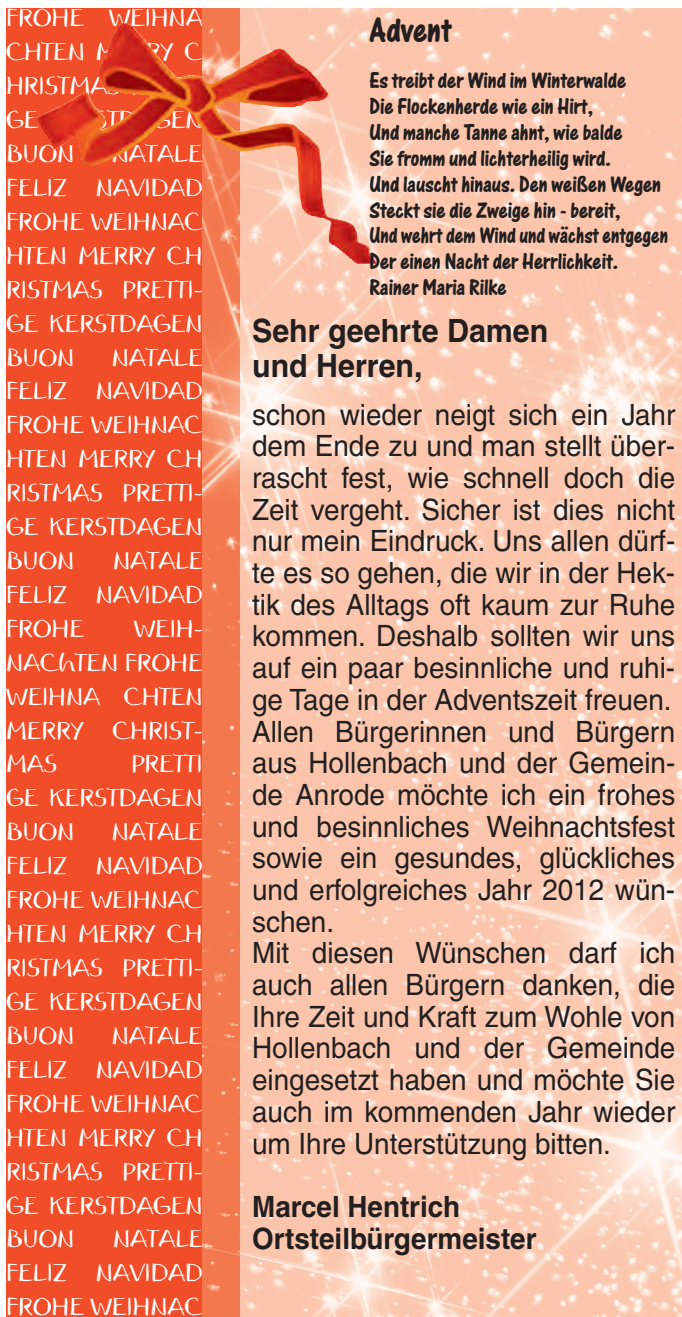 FROHE WEIHNA
CHTEN C
HRISTMAS
GE
BUON NATALE
FELIZ NAVIDAD
FROHE WEIHNAC
HTEN MERRY CH
RISTMAS PRETTI-
GE KERSTDAGEN
BUON NATALE
FELIZ NAVIDAD
FROHE WEIHNAC
HTEN MERRY CH
RISTMAS PRETTI-
GE KERSTDAGEN
BUON NATALE
FELIZ NAVIDAD
FROHE WEIH-
NAChTEN FROHE
WEIHNA CHTEN
MERRY CHRIST-
MAS PRETTI
GE KERSTDAGEN
BUON NATALE
FELIZ NAVIDAD
FROHE WEIHNAC
HTEN MERRY CH
RISTMAS PRETTI-
GE KERSTDAGEN
BUON NATALE
FELIZ NAVIDAD
FROHE WEIHNAC
HTEN MERRY CH
RISTMAS PRETTI-
GE KERSTDAGEN
BUON NATALE
FELIZ NAVIDAD
FROHE WEIHNAC
Advent
Es treibt der Wind im Winterwalde
Die Flockenherde wie ein Hirt,
Und manche Tanne ahnt, wie balde
Sie fromm und lichterheilig wird.
Und lauscht hinaus. Den weißen Wegen
Steckt sie die Zweige hin - bereit,
Und wehrt dem Wind und wächst entgegen
Der einen Nacht der Herrlichkeit.
Rainer Maria Rilke
Sehr geehrte Damen
und Herren,
schon wieder neigt sich ein Jahr
dem Ende zu und man stellt über-
rascht fest, wie schnell doch die
Zeit vergeht. Sicher ist dies nicht
nur mein Eindruck. Uns allen dürf-
te es so gehen, die wir in der Hek-
tik des Alltags oft kaum zur Ruhe
kommen. Deshalb sollten wir uns
auf ein paar besinnliche und ruhi-
ge Tage in der Adventszeit freuen.
Allen Bürgerinnen und Bürgern
aus Hollenbach und der Gemein-
de Anrode möchte ich ein frohes
und besinnliches Weihnachtsfest
sowie ein gesundes, glückliches
und erfolgreiches Jahr 2012 wün-
schen.
Mit diesen Wünschen darf ich
auch allen Bürgern danken, die
Ihre Zeit und Kraft zum Wohle von
Hollenbach und der Gemeinde
eingesetzt haben und möchte Sie
auch im kommenden Jahr wieder
um Ihre Unterstützung bitten.
Marcel Hentrich
Ortsteilbürgermeister